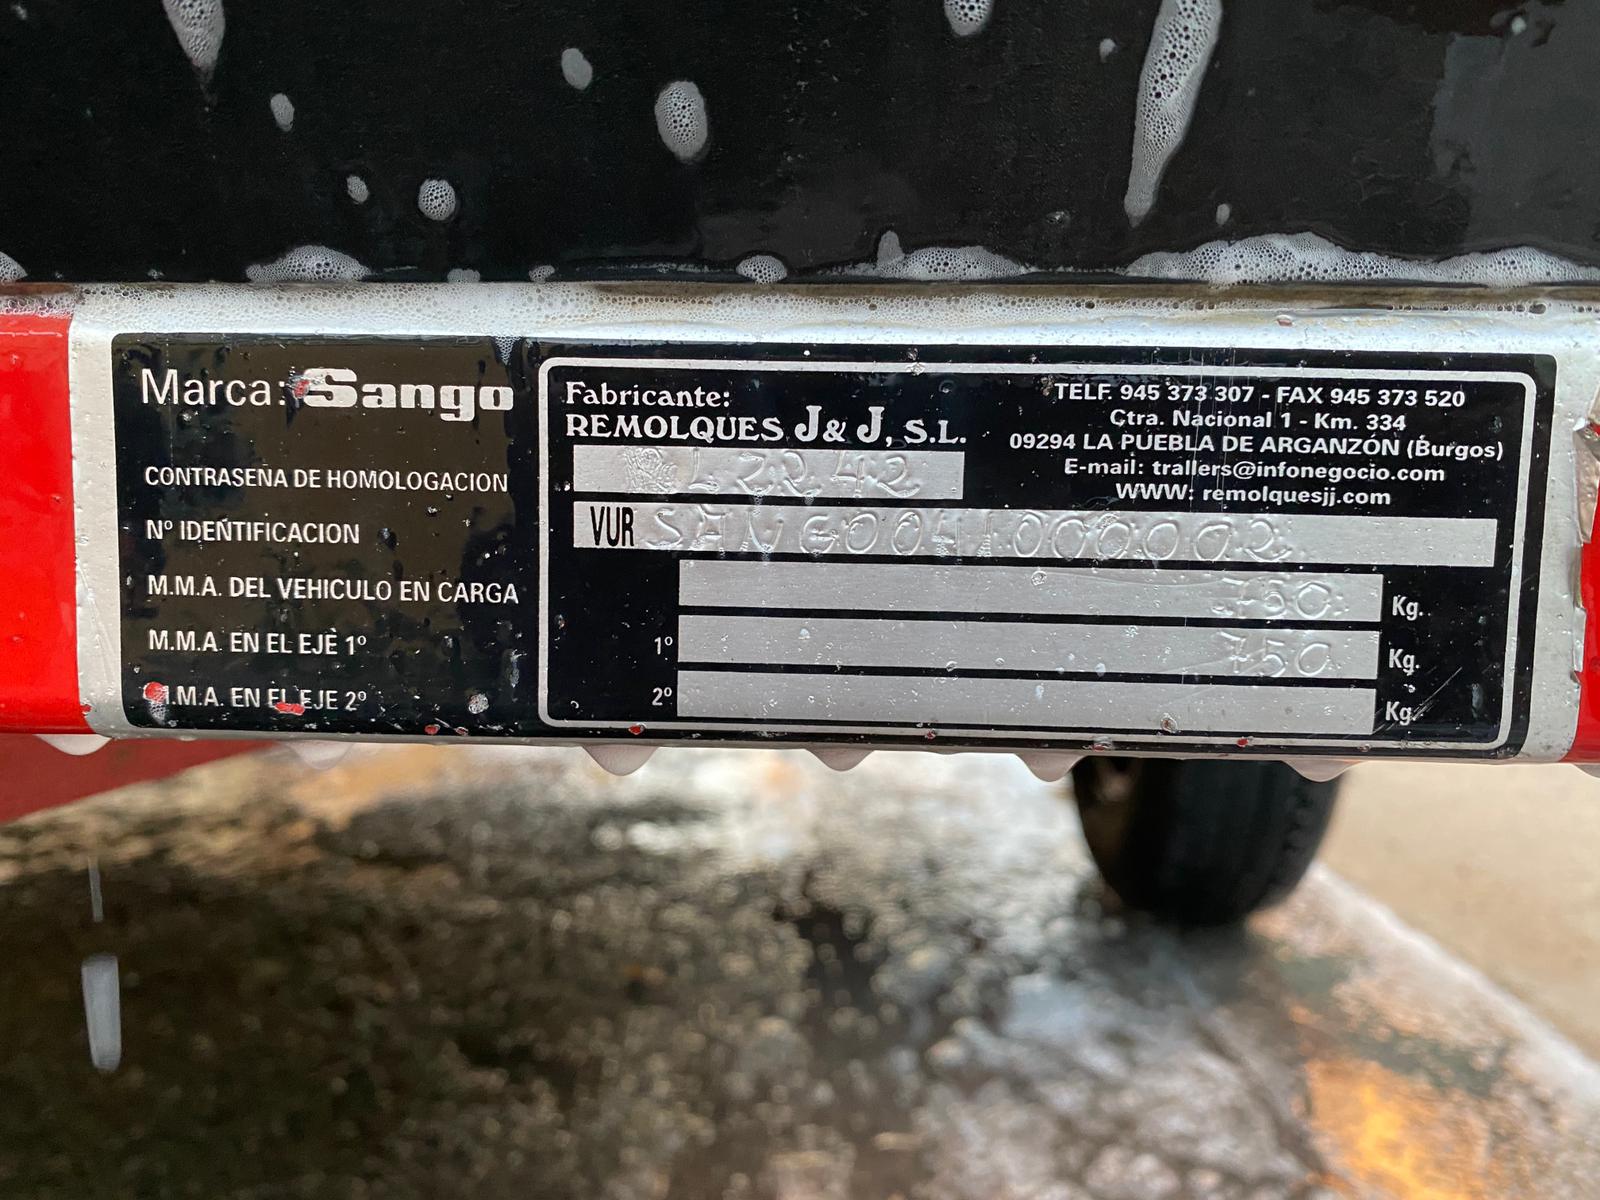 Marca: Sango
CONTRASEÑA DE HOMOLOGACION
Nº IDENTIFICACION
M.M.A. DEL VEHICULO EN CARGA
M.M.A. EN EL EJE 1º
M.M.A. EN EL EJE 2º
Fabricante:
REMOLQUES J & J, S.L.
TELF. 945 373 307 - FAX 945 373 520
Ctra. Nacional 1 - Km. 334
09294 LA PUEBLA DE ARGANZÓN (Burgos)
E-mail: trallers@infonegocio.com
WWW: remolquesjj.com
VUR
750 Kg.
1º 750 Kg.
2º Kg.